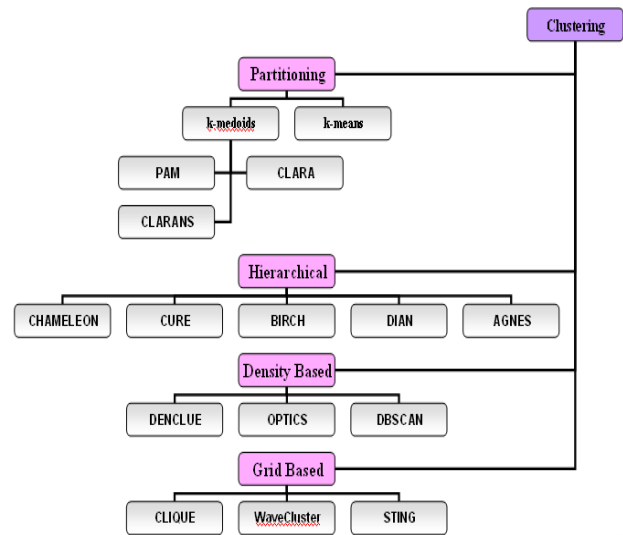 Clustering
Partitioning
k-medoids
k-means
PAM
CLARA
CLARANS
Hierarchical
CHAMELEON
CURE
BIRCH
DIAN
AGNES
Density Based
DENCLUE
OPTICS
DBSCAN
Grid Based
CLIQUE
WaveCluster
STING